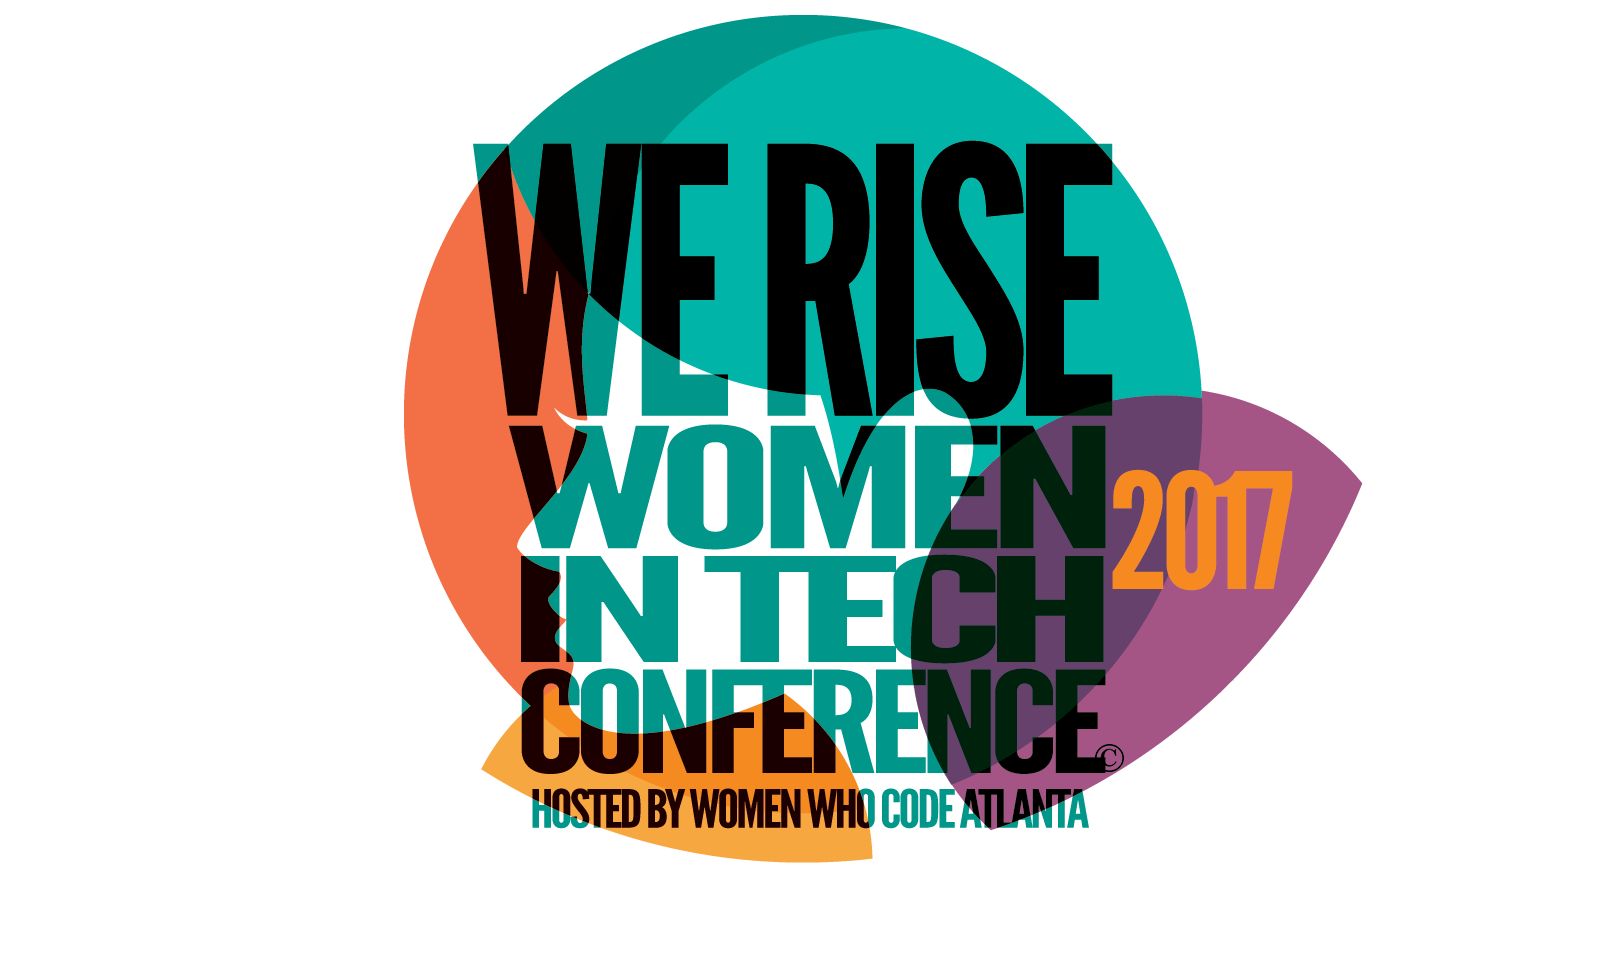 WE RISE
WOMEN
2017
IN TECH
CONFERENCE©
HOSTED BY WOMEN WHO CODE ATLANTA